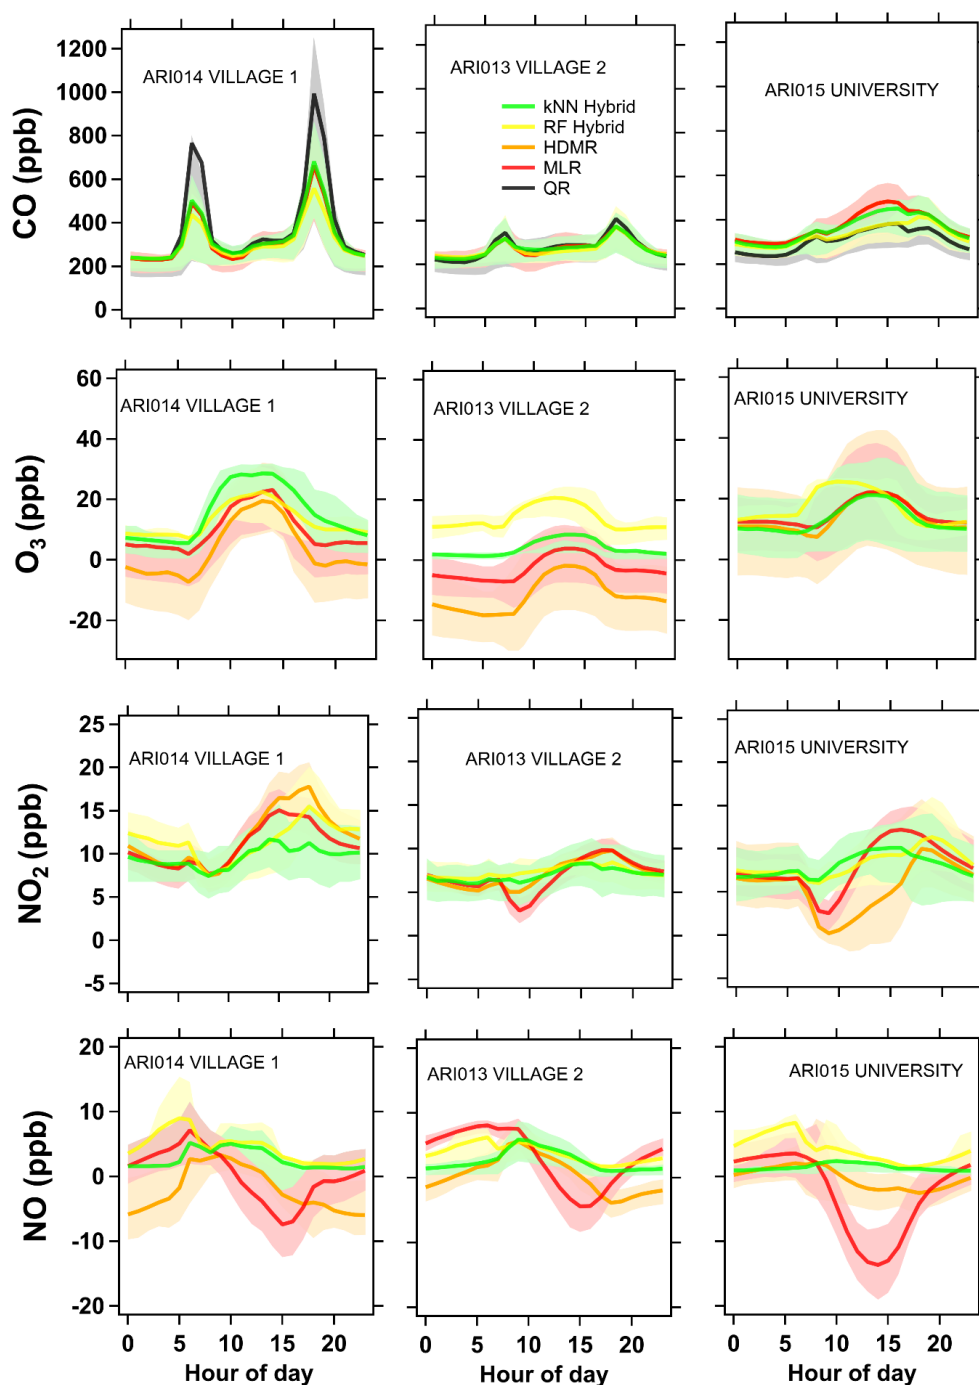 1200
1000
800
600
400
200
0
CO (ppb)
ARI014 VILLAGE 1
ARI013 VILLAGE 2
kNN Hybrid
RF Hybrid
HDMR
MLR
QR
ARI015 UNIVERSITY
60
40
20
0
-20
O3 (ppb)
ARI014 VILLAGE 1
ARI013 VILLAGE 2
ARI015 UNIVERSITY
25
20
15
10
5
0
-5
NO2 (ppb)
ARI014 VILLAGE 1
ARI013 VILLAGE 2
ARI015 UNIVERSITY
20
10
0
-10
-20
NO (ppb)
ARI014 VILLAGE 1
ARI013 VILLAGE 2
ARI015 UNIVERSITY
0 5 10 15 20
0 5 10 15 20
0 5 10 15 20
Hour of day
Hour of day
Hour of day